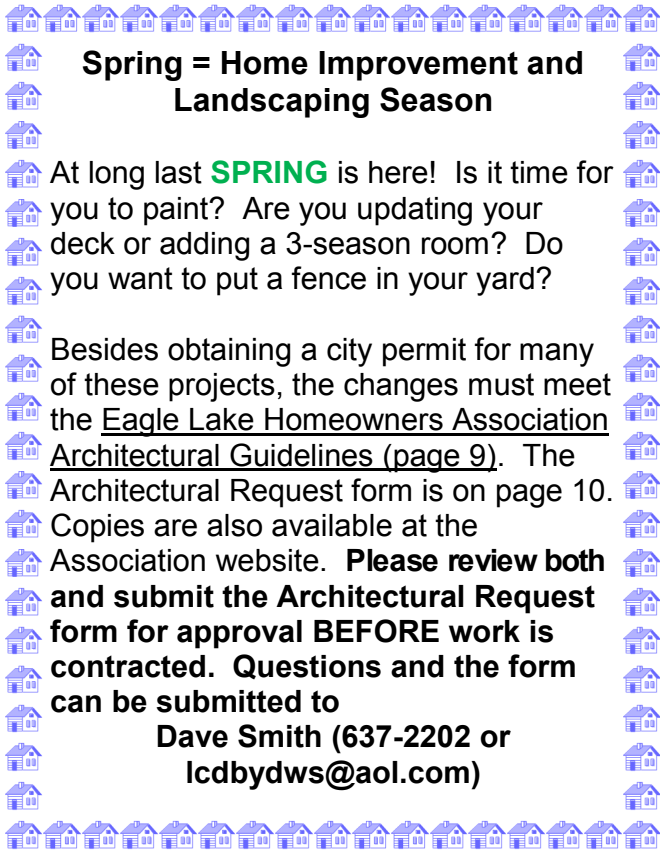 Spring = Home Improvement and
Landscaping Season
At long last SPRING is here!  Is it time for
you to paint?  Are you updating your
deck or adding a 3-season room?  Do
you want to put a fence in your yard?
Besides obtaining a city permit for many
of these projects, the changes must meet
the Eagle Lake Homeowners Association
Architectural Guidelines (page 9).  The
Architectural Request form is on page 10.
Copies are also available at the
Association website.  Please review both
and submit the Architectural Request
form for approval BEFORE work is
contracted.  Questions and the form
can be submitted to
Dave Smith (637-2202 or
lcdbydws@aol.com)